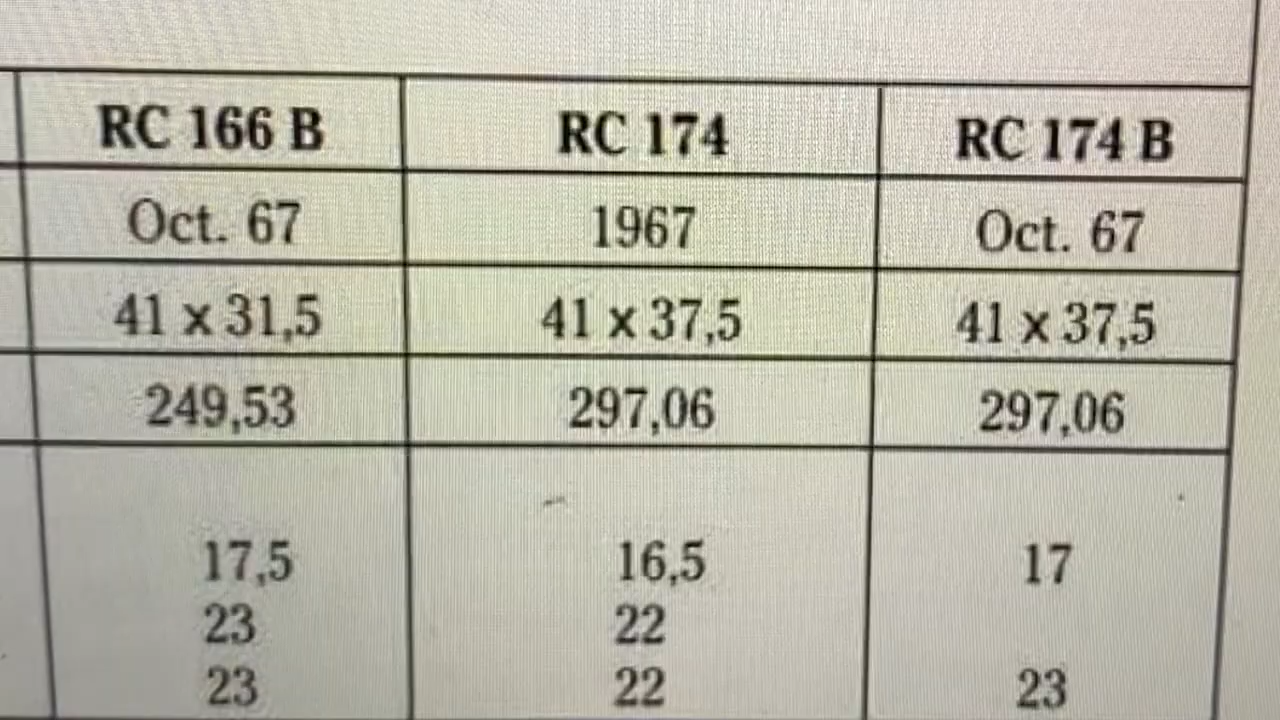 RC 166 B RC 174 RC 174 B
Oct. 67 1967 Oct. 67
41 x 31,5 41 x 37,5 41 x 37,5
249,53 297,06 297,06
17,5 16,5 17
23 22
23 22 23